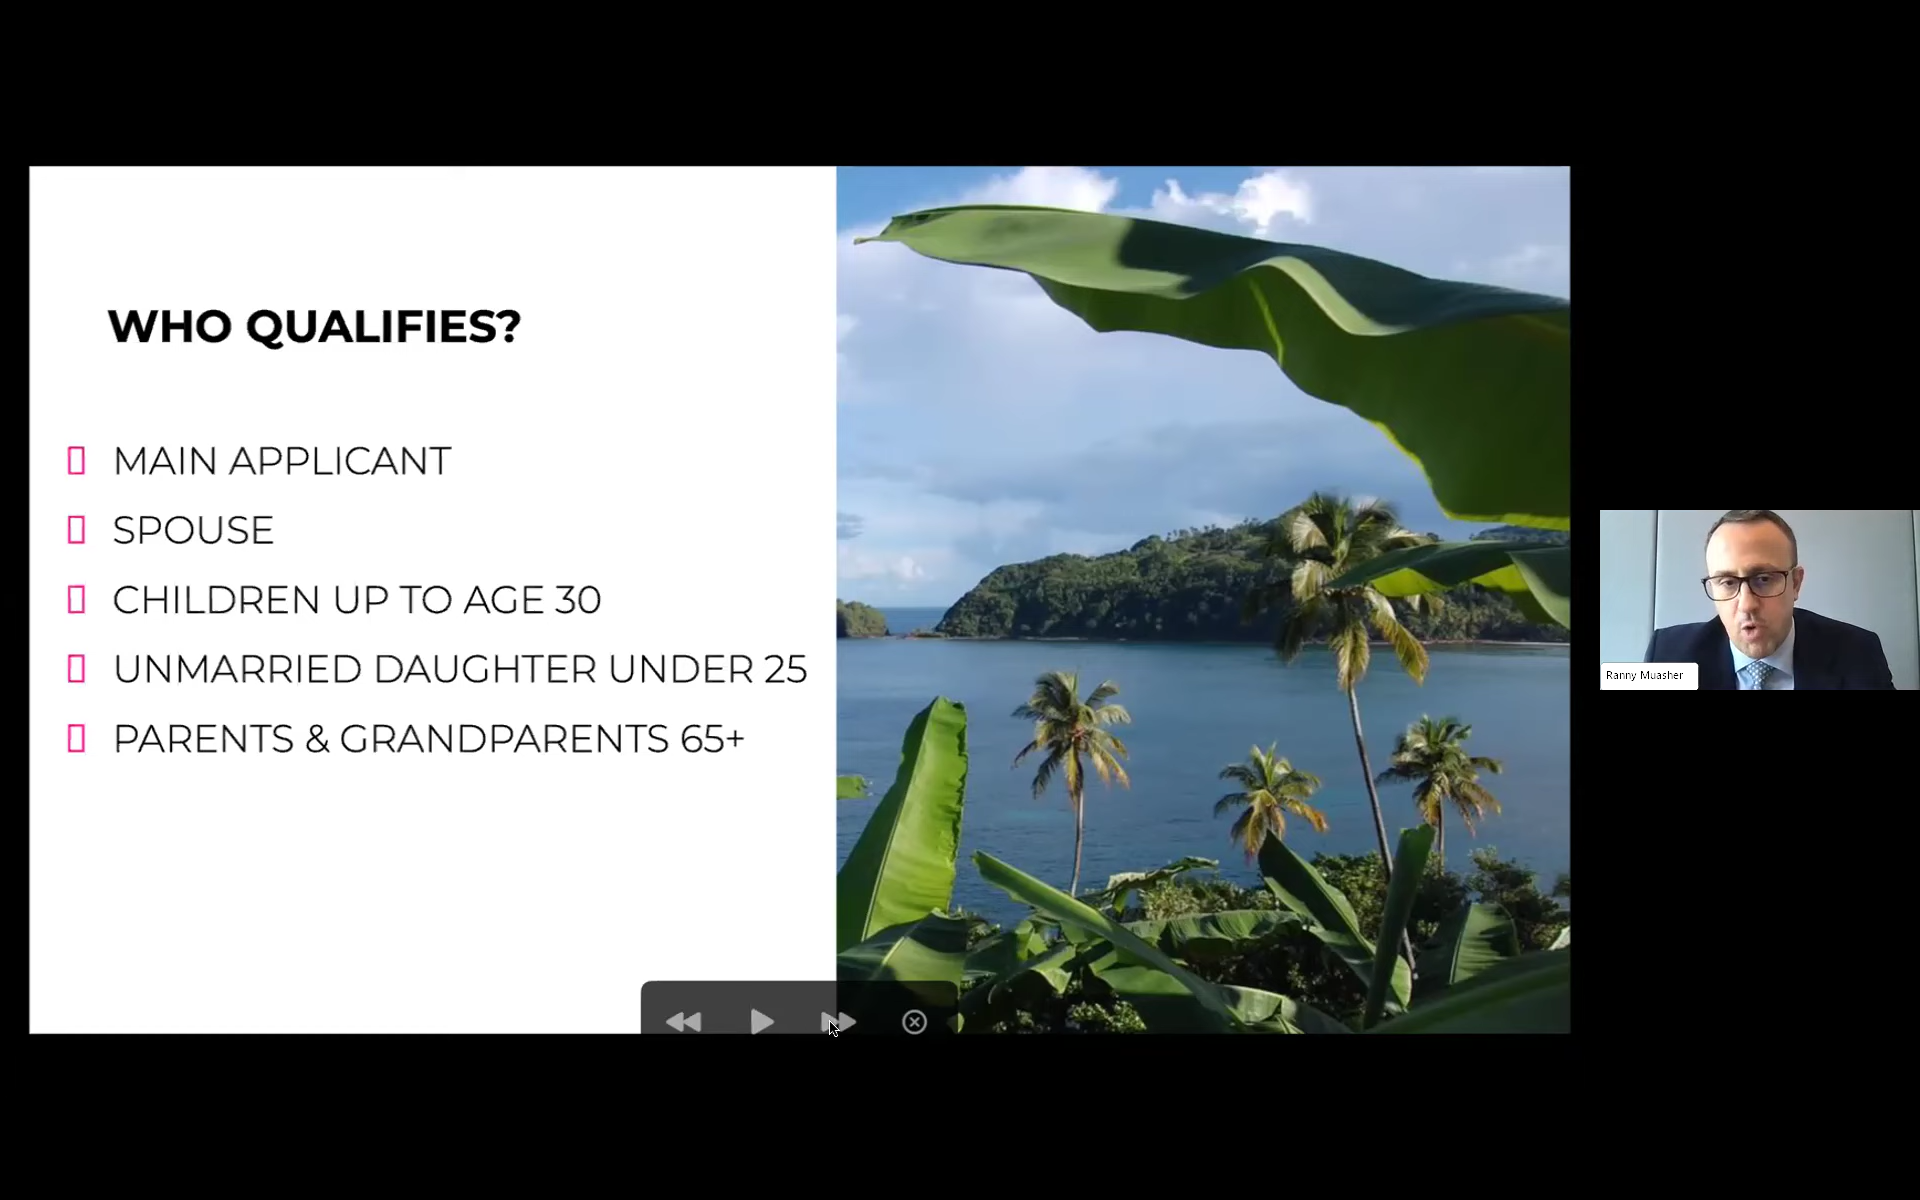 WHO QUALIFIES?
MAIN APPLICANT
SPOUSE
CHILDREN UP TO AGE 30
UNMARRIED DAUGHTER UNDER 25
PARENTS & GRANDPARENTS 65+
Ranny Muasher